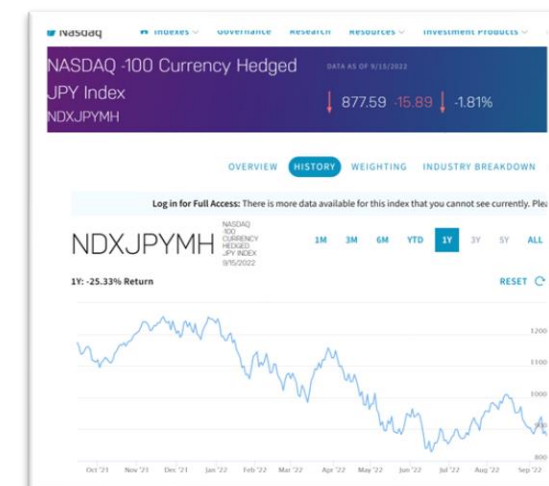 Nasdaq Indexes Governance Research Resources Investment Products
NASDAQ -100 Currency Hedged
JPY Index
NDXJPYMH
DATA AS OF 9/15/2022
877.59 -15.89 -1.81%
OVERVIEW HISTORY WEIGHTING INDUSTRY BREAKDOWN
Log in for Full Access: There is more data available for this index that you cannot see currently.
NDXJPYMH
NASDAQ
-100
CURRENCY
HEDGED
JPY INDEX
9/15/2022
1M 3M 6M YTD 1Y 3Y 5Y ALL
1Y: -25.33% Return
RESET
1200
1100
1000
900
800
Oct '21 Nov '21 Dec '21 Jan '22 Feb '22 Mar '22 Apr '22 May '22 Jun '22 Jul '22 Aug '22 Sep '22